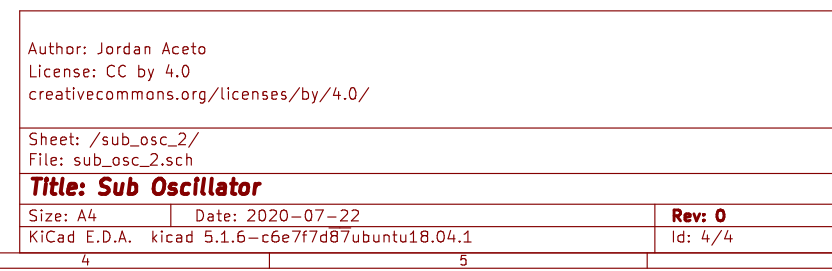 Author: Jordan Aceto
License: CC by 4.0
creativecommons.org/licenses/by/4.0/
Sheet: /sub_osc_2/
File: sub_osc_2.sch
Title: Sub Oscillator
Size: A4 Date: 2020-07-22 Rev: 0
KiCad E.D.A. kicad 5.1.6-c6e7f7d87ubuntu18.04.1 Id: 4/4
4 5